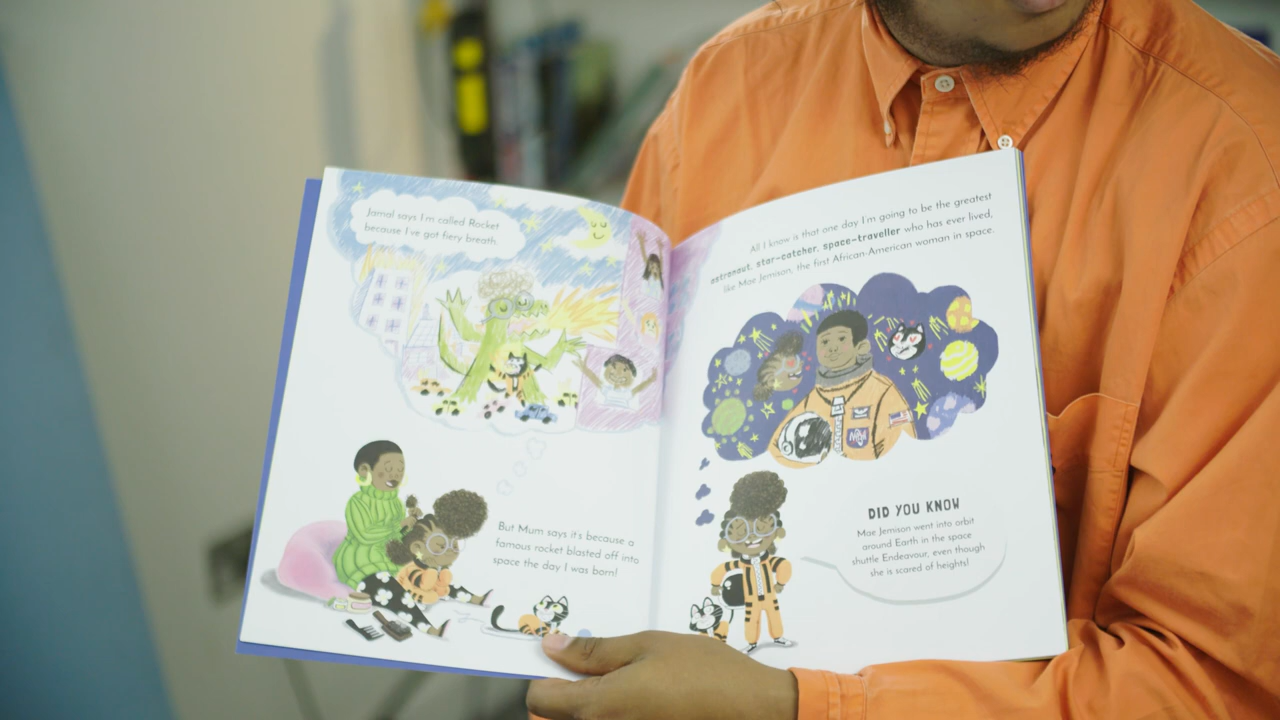 Jamal says I'm called Rocket
because I've got fiery breath.
But Mum says it's because a
famous rocket blasted off into
space the day I was born!
All I know is that one day I'm going to be the greatest
astronaut, star-catcher, space-traveller who has ever lived,
like Mae Jemison, the first African-American woman in space.
NASA
DID YOU KNOW
Mae Jemison went into orbit
around Earth in the space
shuttle Endeavour, even though
she is scared of heights!